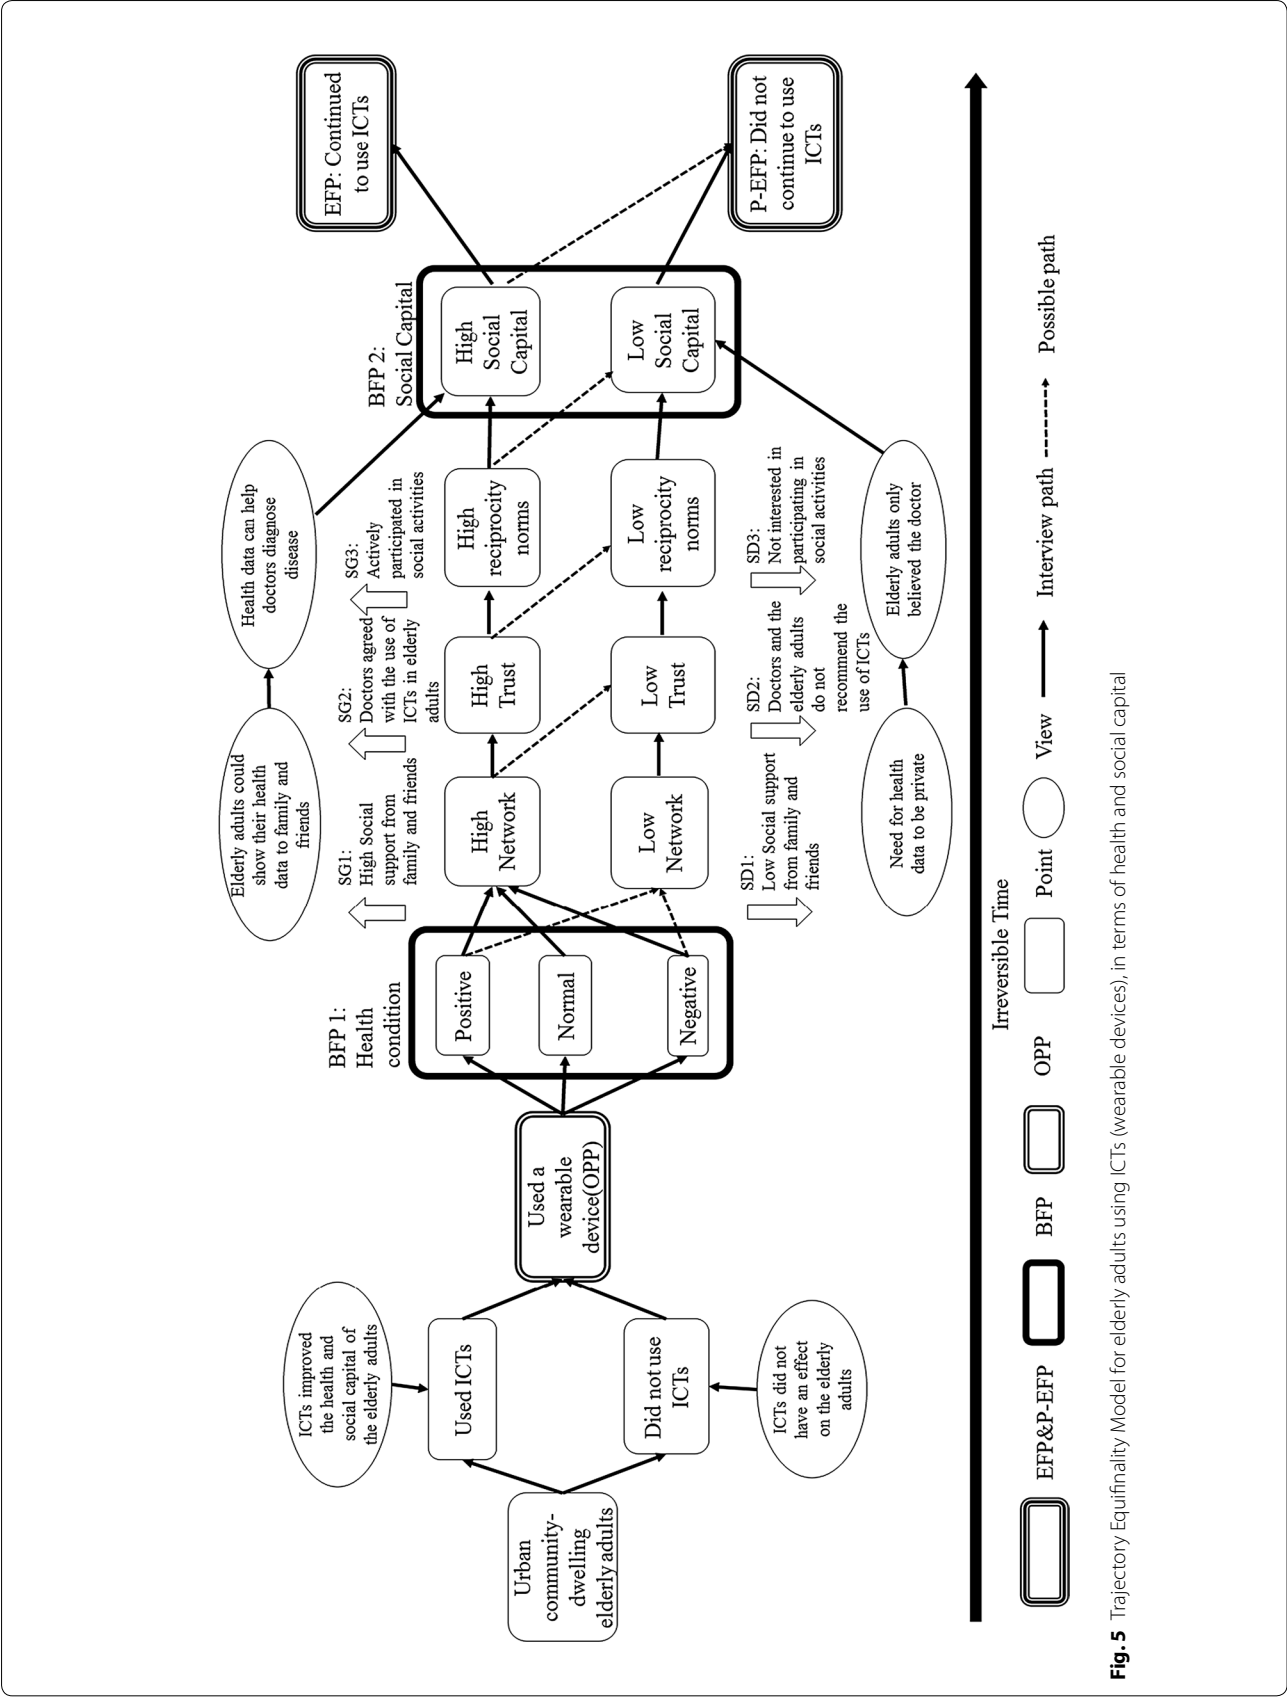 Urban
community-
dwelling
elderly adults
ICTs improved
the health and
social capital of
the elderly adults
Used ICTs
Did not use
ICTs
ICTs did not
have an effect
on the elderly
adults
Used a
wearable
device(OPP)
BFP 1:
Health
condition
Positive
Normal
Negative
Elderly adults could
show their health
data to family and
friends
Health data can help
doctors diagnose
disease
SG1:
High Social
support from
family and friends
SG2:
Doctors agreed
with the use of
ICTs in elderly
adults
SG3:
Actively
participated in
social activities
High
Network
High
Trust
High
reciprocity
norms
Low
Network
Low
Trust
Low
reciprocity
norms
SD1:
Low Social support
from family and
friends
SD2:
Doctors and the
elderly adults
do not
recommend the
use of ICTs
SD3:
Not interested in
participating in
social activities
Need for health
data to be private
Elderly adults only
believed the doctor
BFP 2:
Social Capital
High
Social
Capital
Low
Social
Capital
EFP: Continued
to use ICTs
P-EFP: Did not
continue to use
ICTs
Irreversible Time
EFP&P-EFP
BFP
OPP
Point
View
Interview path
Possible path
Fig. 5 Trajectory Equifinality Model for elderly adults using ICTs (wearable devices), in terms of health and social capital